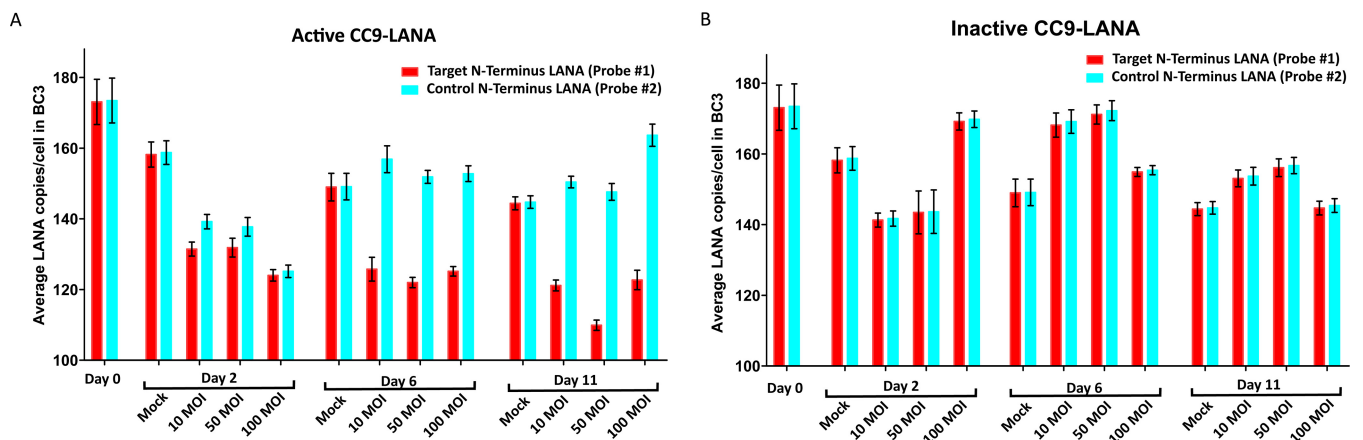 A
Active CC9-LANA
Target N-Terminus LANA (Probe #1)
Control N-Terminus LANA (Probe #2)
Average LANA copies/cell in BC3
180
160
140
120
100
Day 0
Day 2
Day 6
Day 11
Mock
10 MOI
50 MOI
100 MOI
Mock
10 MOI
50 MOI
100 MOI
Mock
10 MOI
50 MOI
100 MOI
B
Inactive CC9-LANA
Target N-Terminus LANA (Probe #1)
Control N-Terminus LANA (Probe #2)
Average LANA copies/cell in BC3
180
160
140
120
100
Day 0
Day 2
Day 6
Day 11
Mock
10 MOI
50 MOI
100 MOI
Mock
10 MOI
50 MOI
100 MOI
Mock
10 MOI
50 MOI
100 MOI